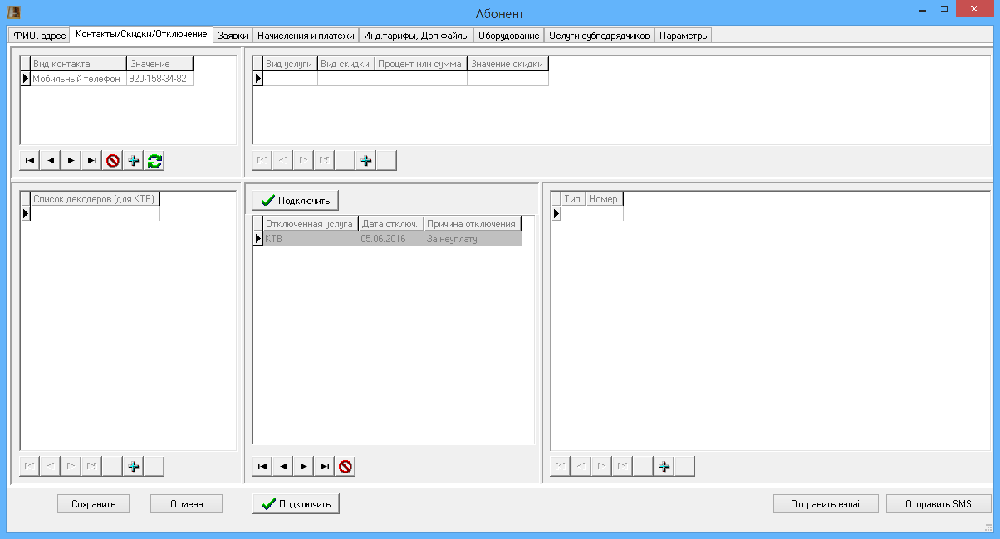 Абонент
ФИО, адрес Контакты/Скидки/Отключение Заявки Начисления и платежи Инд.тарифы, Доп.файлы Оборудование Услуги субподрядчиков Параметры
Вид контакта Значение
Мобильный телефон 920-158-34-82
Вид услуги Вид скидки Процент или сумма Значение скидки
Список декодеров (для КТВ)
Подключить
Отключенная услуга Дата отключ. Причина отключения
КТВ 05.06.2016 За неуплату
Тип Номер
Сохранить Отмена Подключить Отправить e-mail Отправить SMS